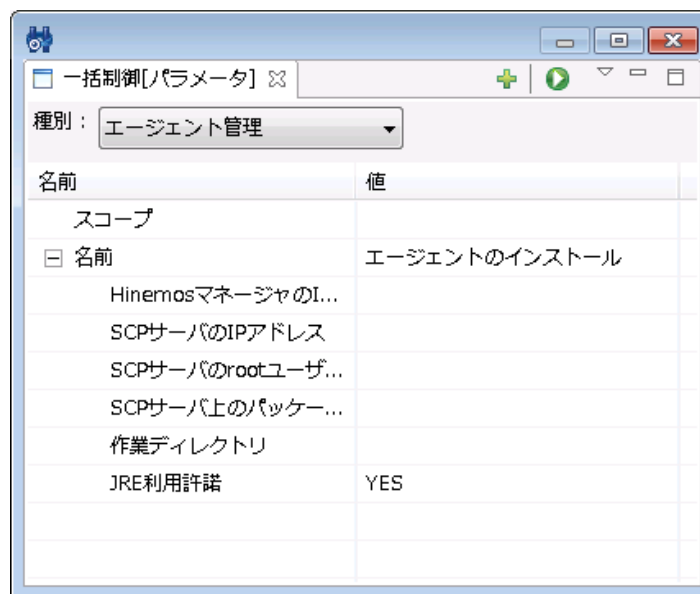 一括制御[パラメータ]
種別：
エージェント管理
名前 値
スコープ
名前 エージェントのインストール
HinemosマネージャのI...
SCPサーバのIPアドレス
SCPサーバのrootユーザ...
SCPサーバ上のパッケー...
作業ディレクトリ
JRE利用許諾 YES